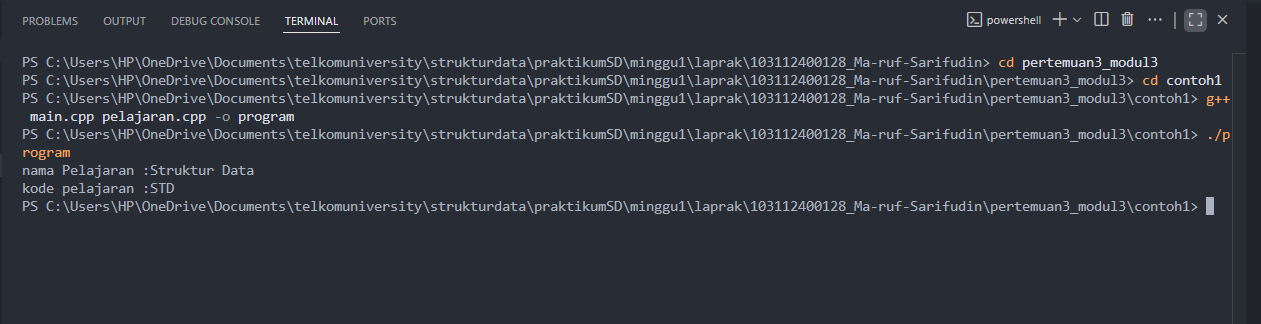 PROBLEMS OUTPUT DEBUG CONSOLE TERMINAL PORTS powershell
PS C:\Users\HP\OneDrive\Documents\telkomuniversity\strukturdata\praktikumSD\minggu1\laprak\103112400128_Ma-ruf-Sarifudin> cd pertemuan3_modul3
PS C:\Users\HP\OneDrive\Documents\telkomuniversity\strukturdata\praktikumSD\minggu1\laprak\103112400128_Ma-ruf-Sarifudin\pertemuan3_modul3> cd contoh1
PS C:\Users\HP\OneDrive\Documents\telkomuniversity\strukturdata\praktikumSD\minggu1\laprak\103112400128_Ma-ruf-Sarifudin\pertemuan3_modul3\contoh1> g++
main.cpp pelajaran.cpp -o program
PS C:\Users\HP\OneDrive\Documents\telkomuniversity\strukturdata\praktikumSD\minggu1\laprak\103112400128_Ma-ruf-Sarifudin\pertemuan3_modul3\contoh1> ./p
rogram
nama Pelajaran :Struktur Data
kode pelajaran :STD
PS C:\Users\HP\OneDrive\Documents\telkomuniversity\strukturdata\praktikumSD\minggu1\laprak\103112400128_Ma-ruf-Sarifudin\pertemuan3_modul3\contoh1>